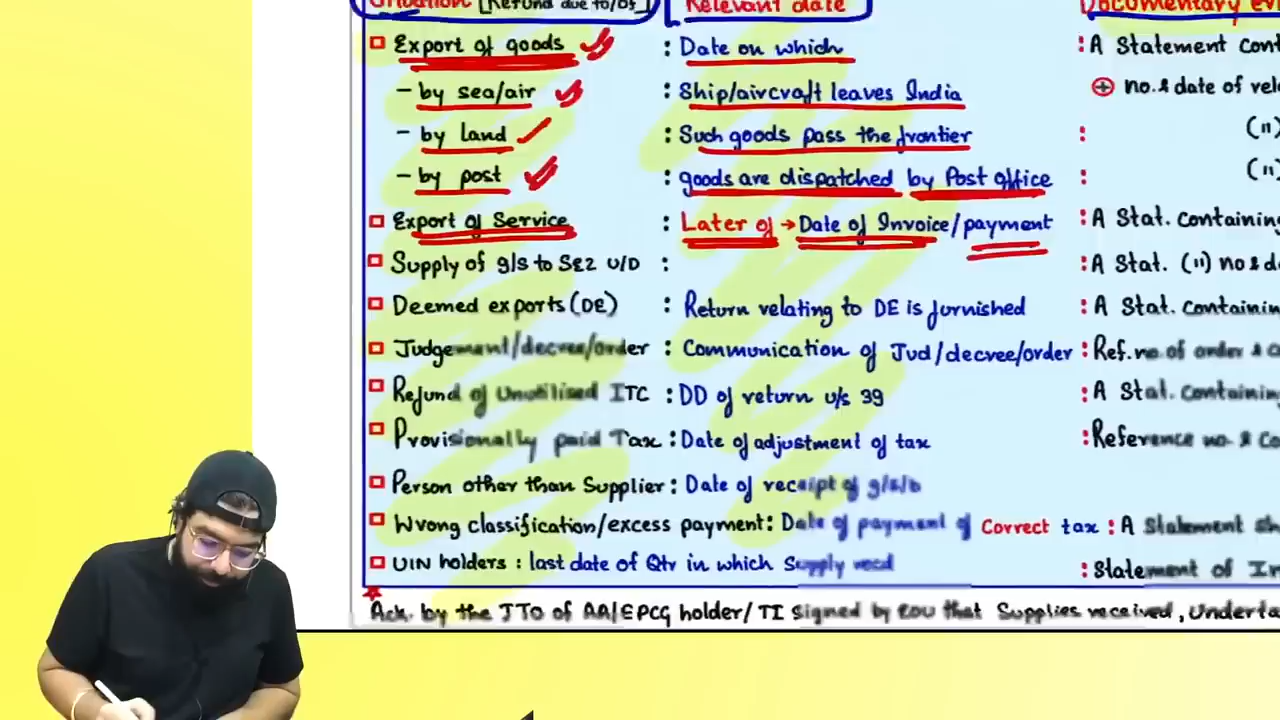 Situation [Refund due to/of] Relevant date Documentary
Export of goods : Date on which : A Statement
- by sea/air : Ship/aircraft leaves India ⊕ no. & date of
- by Land : Such goods pass the frontier : (")
- by post : goods are dispatched by Post office : (")
Export of Service : Later of → Date of Invoice/payment : A Stat. Containing
Supply of g/s to SEZ U/D : : A Stat. (") no &
Deemed exports (DE) : Return relating to DE is furnished : A Stat. containing
Judgement/decree/order : Communication of Jud/decree/order : Ref. no. of order &
Refund of Unutilised ITC : DD of return u/s 39 : A Stat. Containing
Provisionally paid Tax : Date of adjustment of tax : Reference no. &
Person other than Supplier : Date of receipt of g/s/b
Wrong classification/excess payment : Date of payment of Correct tax : A Statement
UIN holders : last date of Qtr in which Supply recd : Statement of
Ack. by the JTO of AA/EPCG holder/ TI signed by EOU that Supplies received,